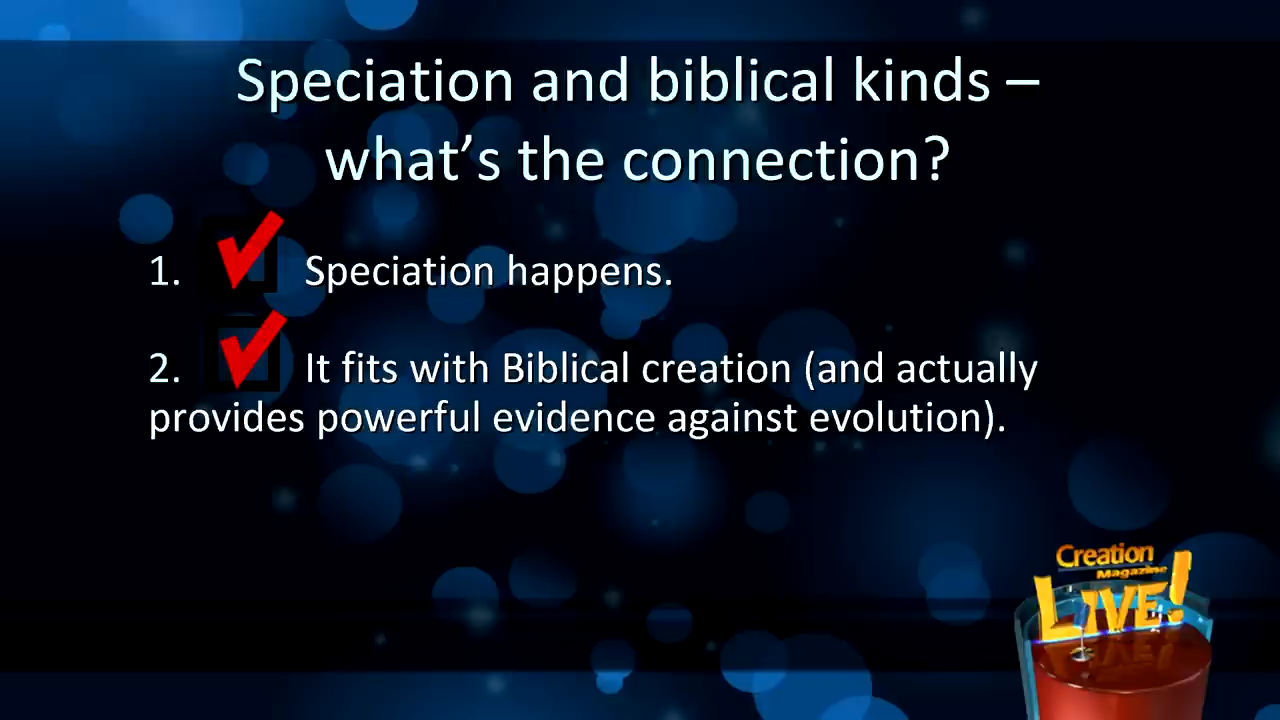 Speciation and biblical kinds –
what’s the connection?
1. Speciation happens.
2. It fits with Biblical creation (and actually
provides powerful evidence against evolution).
Creation
Magazine
LIVE!